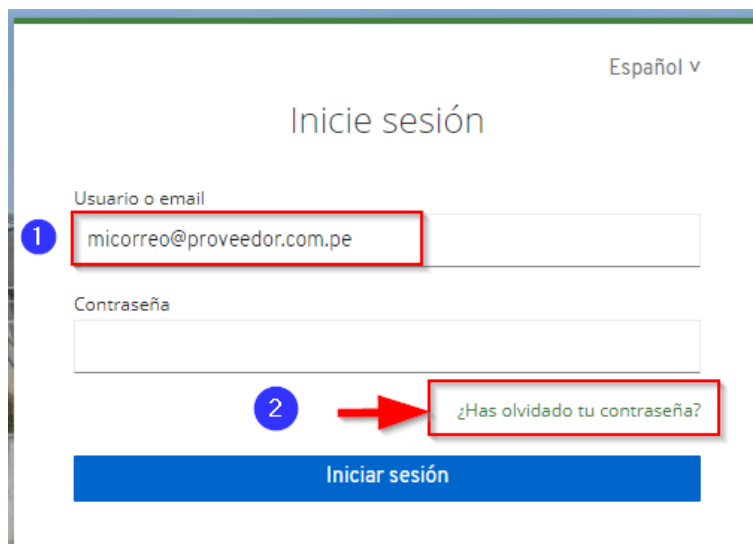 Español v
Inicie sesión
Usuario o email
1
micorreo@proveedor.com.pe
Contraseña
2
¿Has olvidado tu contraseña?
Iniciar sesión